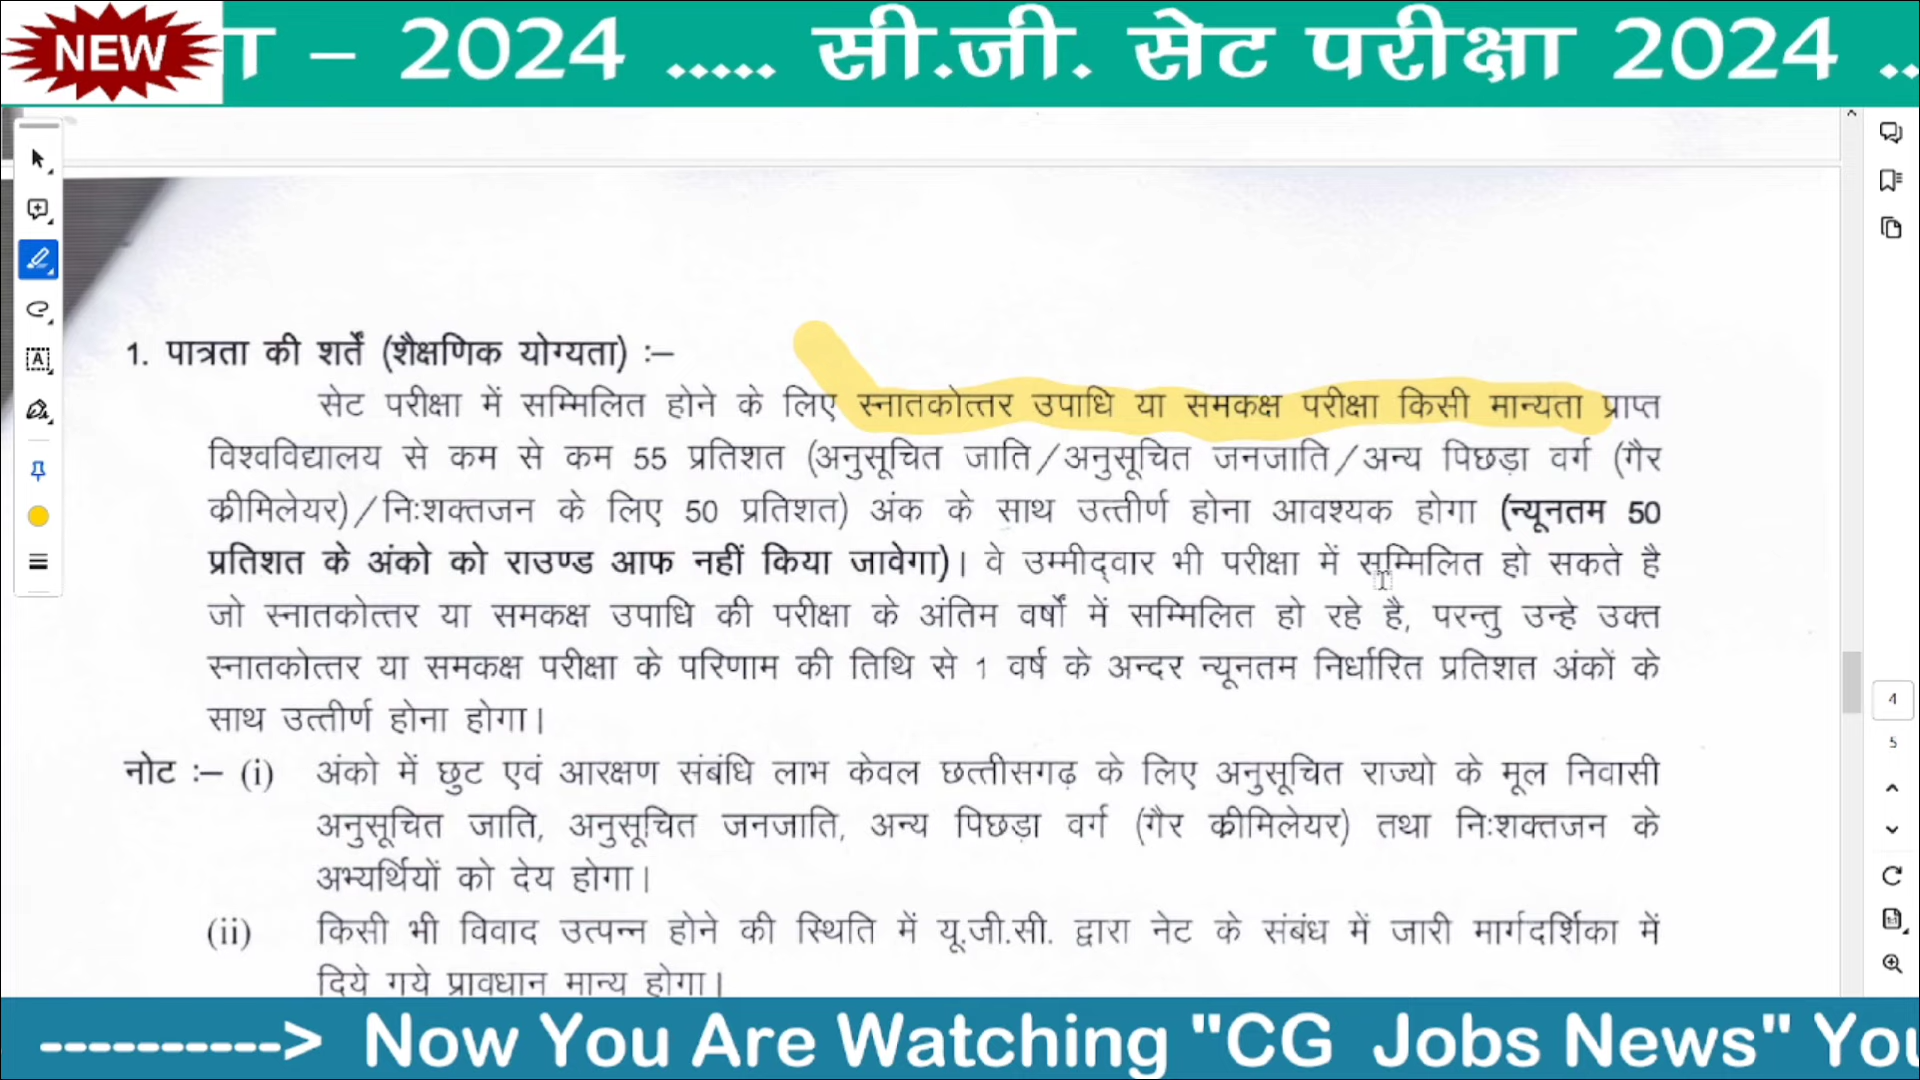 NEW
T – 2024 ..... सी.जी. सेट परीक्षा 2024 ..
1. पात्रता की शर्तें (शैक्षणिक योग्यता) :–
सेट परीक्षा में सम्मिलित होने के लिए स्नातकोत्तर उपाधि या समकक्ष परीक्षा किसी मान्यता प्राप्त
विश्वविद्यालय से कम से कम 55 प्रतिशत (अनुसूचित जाति/अनुसूचित जनजाति/अन्य पिछड़ा वर्ग (गैर
क्रीमिलेयर)/निःशक्तजन के लिए 50 प्रतिशत) अंक के साथ उत्तीर्ण होना आवश्यक होगा (न्यूनतम 50
प्रतिशत के अंको को राउण्ड आफ नहीं किया जावेगा)। वे उम्मीद्वार भी परीक्षा में सम्मिलित हो सकते है
जो स्नातकोत्तर या समकक्ष उपाधि की परीक्षा के अंतिम वर्षो में सम्मिलित हो रहे है, परन्तु उन्हे उक्त
स्नातकोत्तर या समकक्ष परीक्षा के परिणाम की तिथि से 1 वर्ष के अन्दर न्यूनतम निर्धारित प्रतिशत अंकों के
साथ उत्तीर्ण होना होगा।
नोट :– (i) अंको में छुट एवं आरक्षण संबंधि लाभ केवल छत्तीसगढ़ के लिए अनुसूचित राज्यो के मूल निवासी
अनुसूचित जाति, अनुसूचित जनजाति, अन्य पिछड़ा वर्ग (गैर क्रीमिलेयर) तथा निःशक्तजन के
अभ्यर्थियों को देय होगा।
(ii) किसी भी विवाद उत्पन्न होने की स्थिति में यू.जी.सी. द्वारा नेट के संबंध में जारी मार्गदर्शिका में
दिये गये प्रावधान मान्य होगा।
4
5
----------> Now You Are Watching "CG Jobs News" You